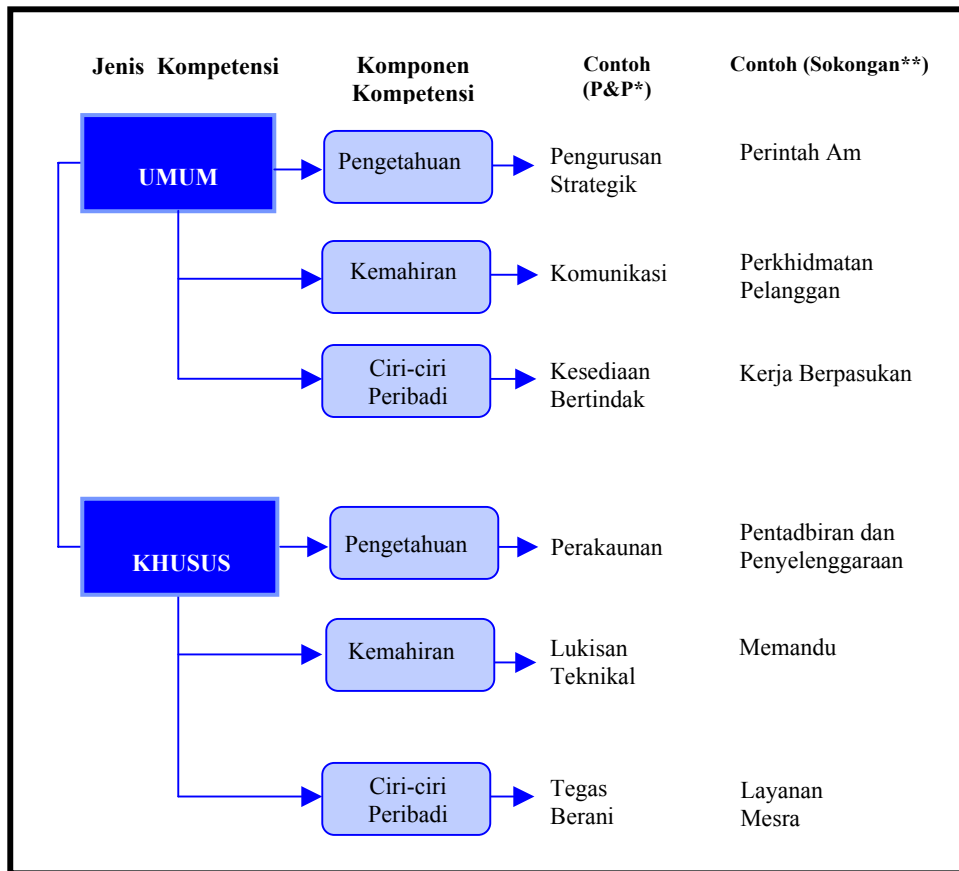 Jenis Kompetensi
Komponen
Kompetensi
Contoh
(P&P*)
Contoh (Sokongan**)
UMUM
Pengetahuan
Pengurusan
Strategik
Perintah Am
Kemahiran
Komunikasi
Perkhidmatan
Pelanggan
Ciri-ciri
Peribadi
Kesediaan
Bertindak
Kerja Berpasukan
KHUSUS
Pengetahuan
Perakaunan
Pentadbiran dan
Penyelenggaraan
Kemahiran
Lukisan
Teknikal
Memandu
Ciri-ciri
Peribadi
Tegas
Berani
Layanan
Mesra